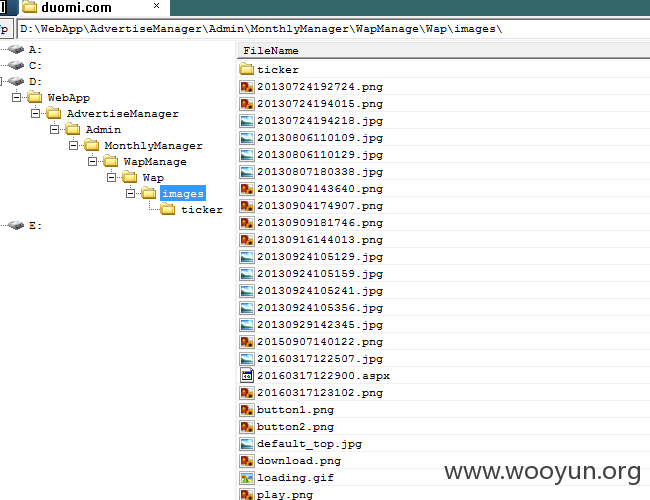 duomi.com ×
D:\WebApp\AdvertiseManager\Admin\MonthlyManager\WapManage\Wap\images\
A:
C:
D:
WebApp
AdvertiseManager
Admin
MonthlyManager
WapManage
Wap
images
ticker
E:
FileName
ticker
20130724192724.png
20130724194015.png
20130724194218.jpg
20130806110109.jpg
20130806110129.jpg
20130807180338.jpg
20130904143640.png
20130904174907.png
20130909181746.png
20130916144013.png
20130924105129.jpg
20130924105159.jpg
20130924105241.jpg
20130924105356.jpg
20130929142345.jpg
20150907140122.png
20160317122507.jpg
20160317122900.aspx
20160317123102.png
button1.png
button2.png
default_top.jpg
download.png
loading.gif
play.png
www.wooyun.org